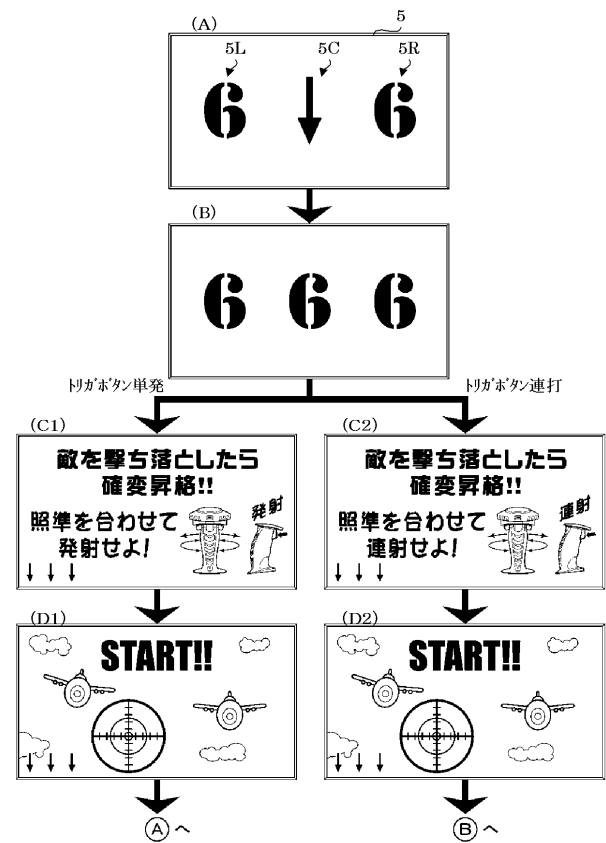 (A)
5
5L
5C
5R
6
↓
6
(B)
6 6 6
トリガボタン単発
トリガボタン連打
(C1)
敵を撃ち落としたら
確変昇格!!
照準を合わせて
発射せよ!
発射
↓ ↓ ↓
(C2)
敵を撃ち落としたら
確変昇格!!
照準を合わせて
連射せよ!
連射
↓ ↓ ↓
(D1)
START!!
↓ ↓ ↓
(D2)
START!!
↓ ↓ ↓
Ⓐ へ
Ⓑ へ